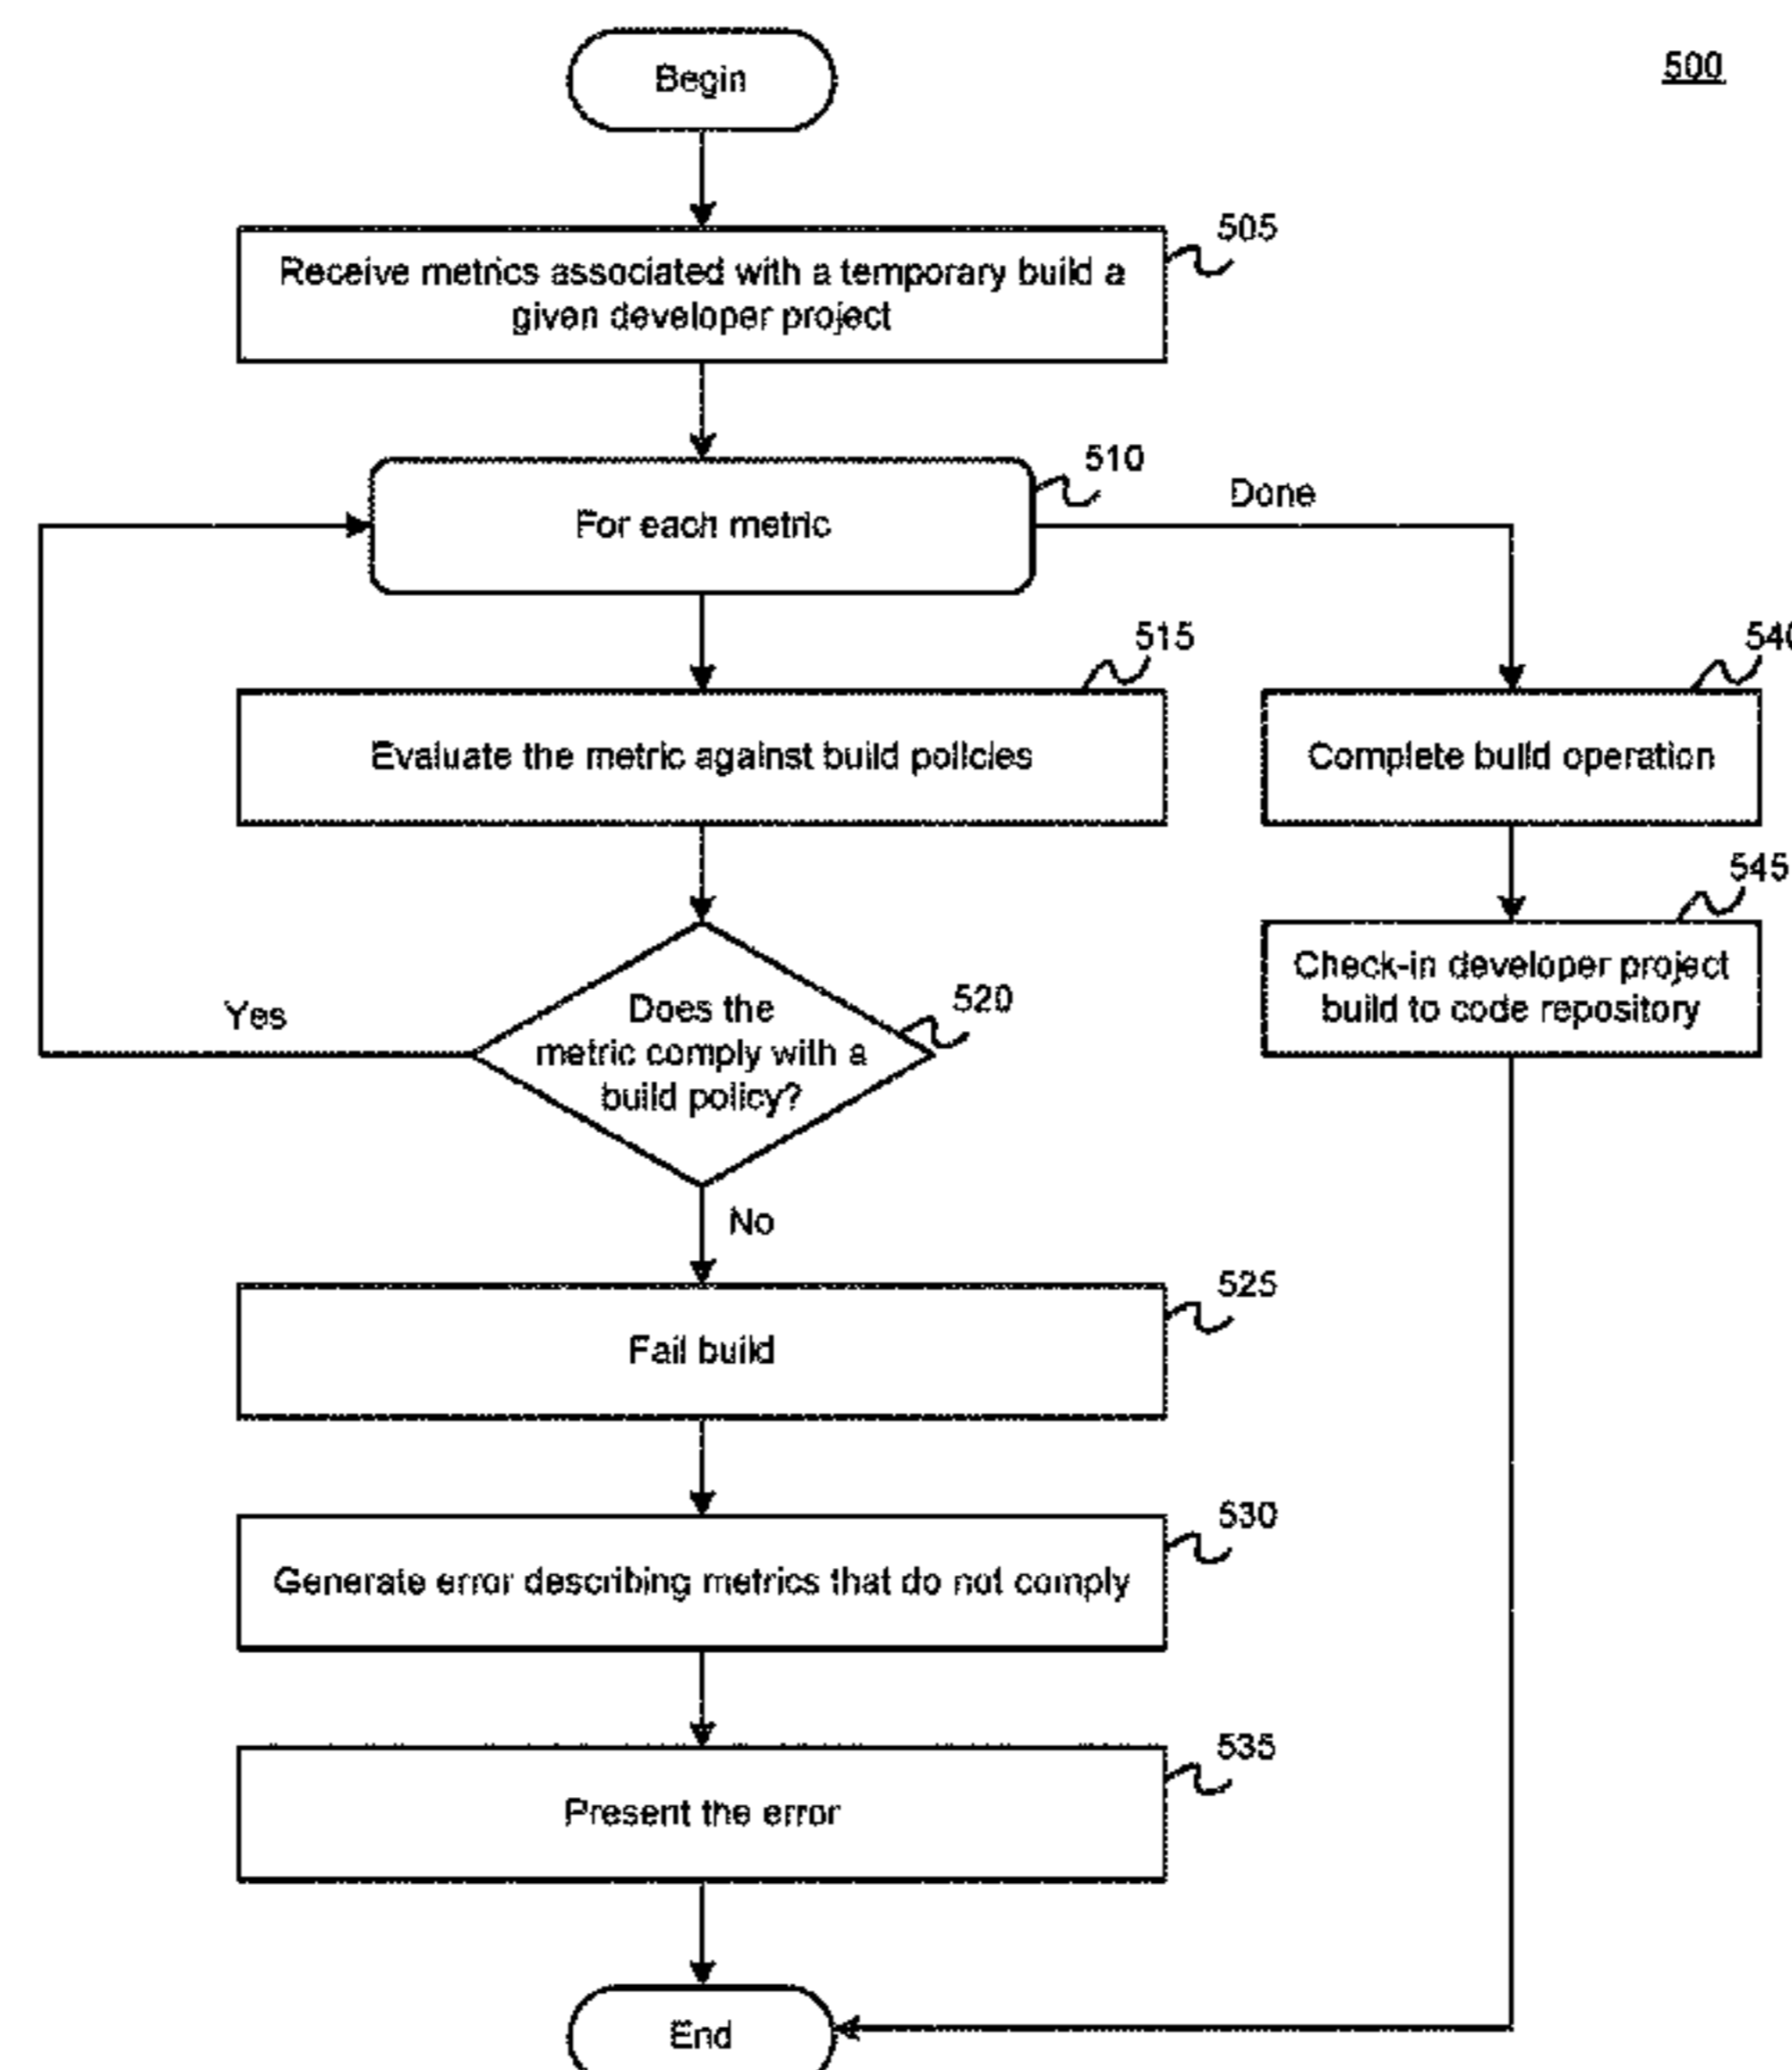 500
Begin
505
Receive metrics associated with a temporary build a
given developer project
510
For each metric
Done
515
Evaluate the metric against build policies
540
Complete build operation
545
Check-in developer project
build to code repository
520
Does the
metric comply with a
build policy?
Yes
No
525
Fail build
530
Generate error describing metrics that do not comply
535
Present the error
End